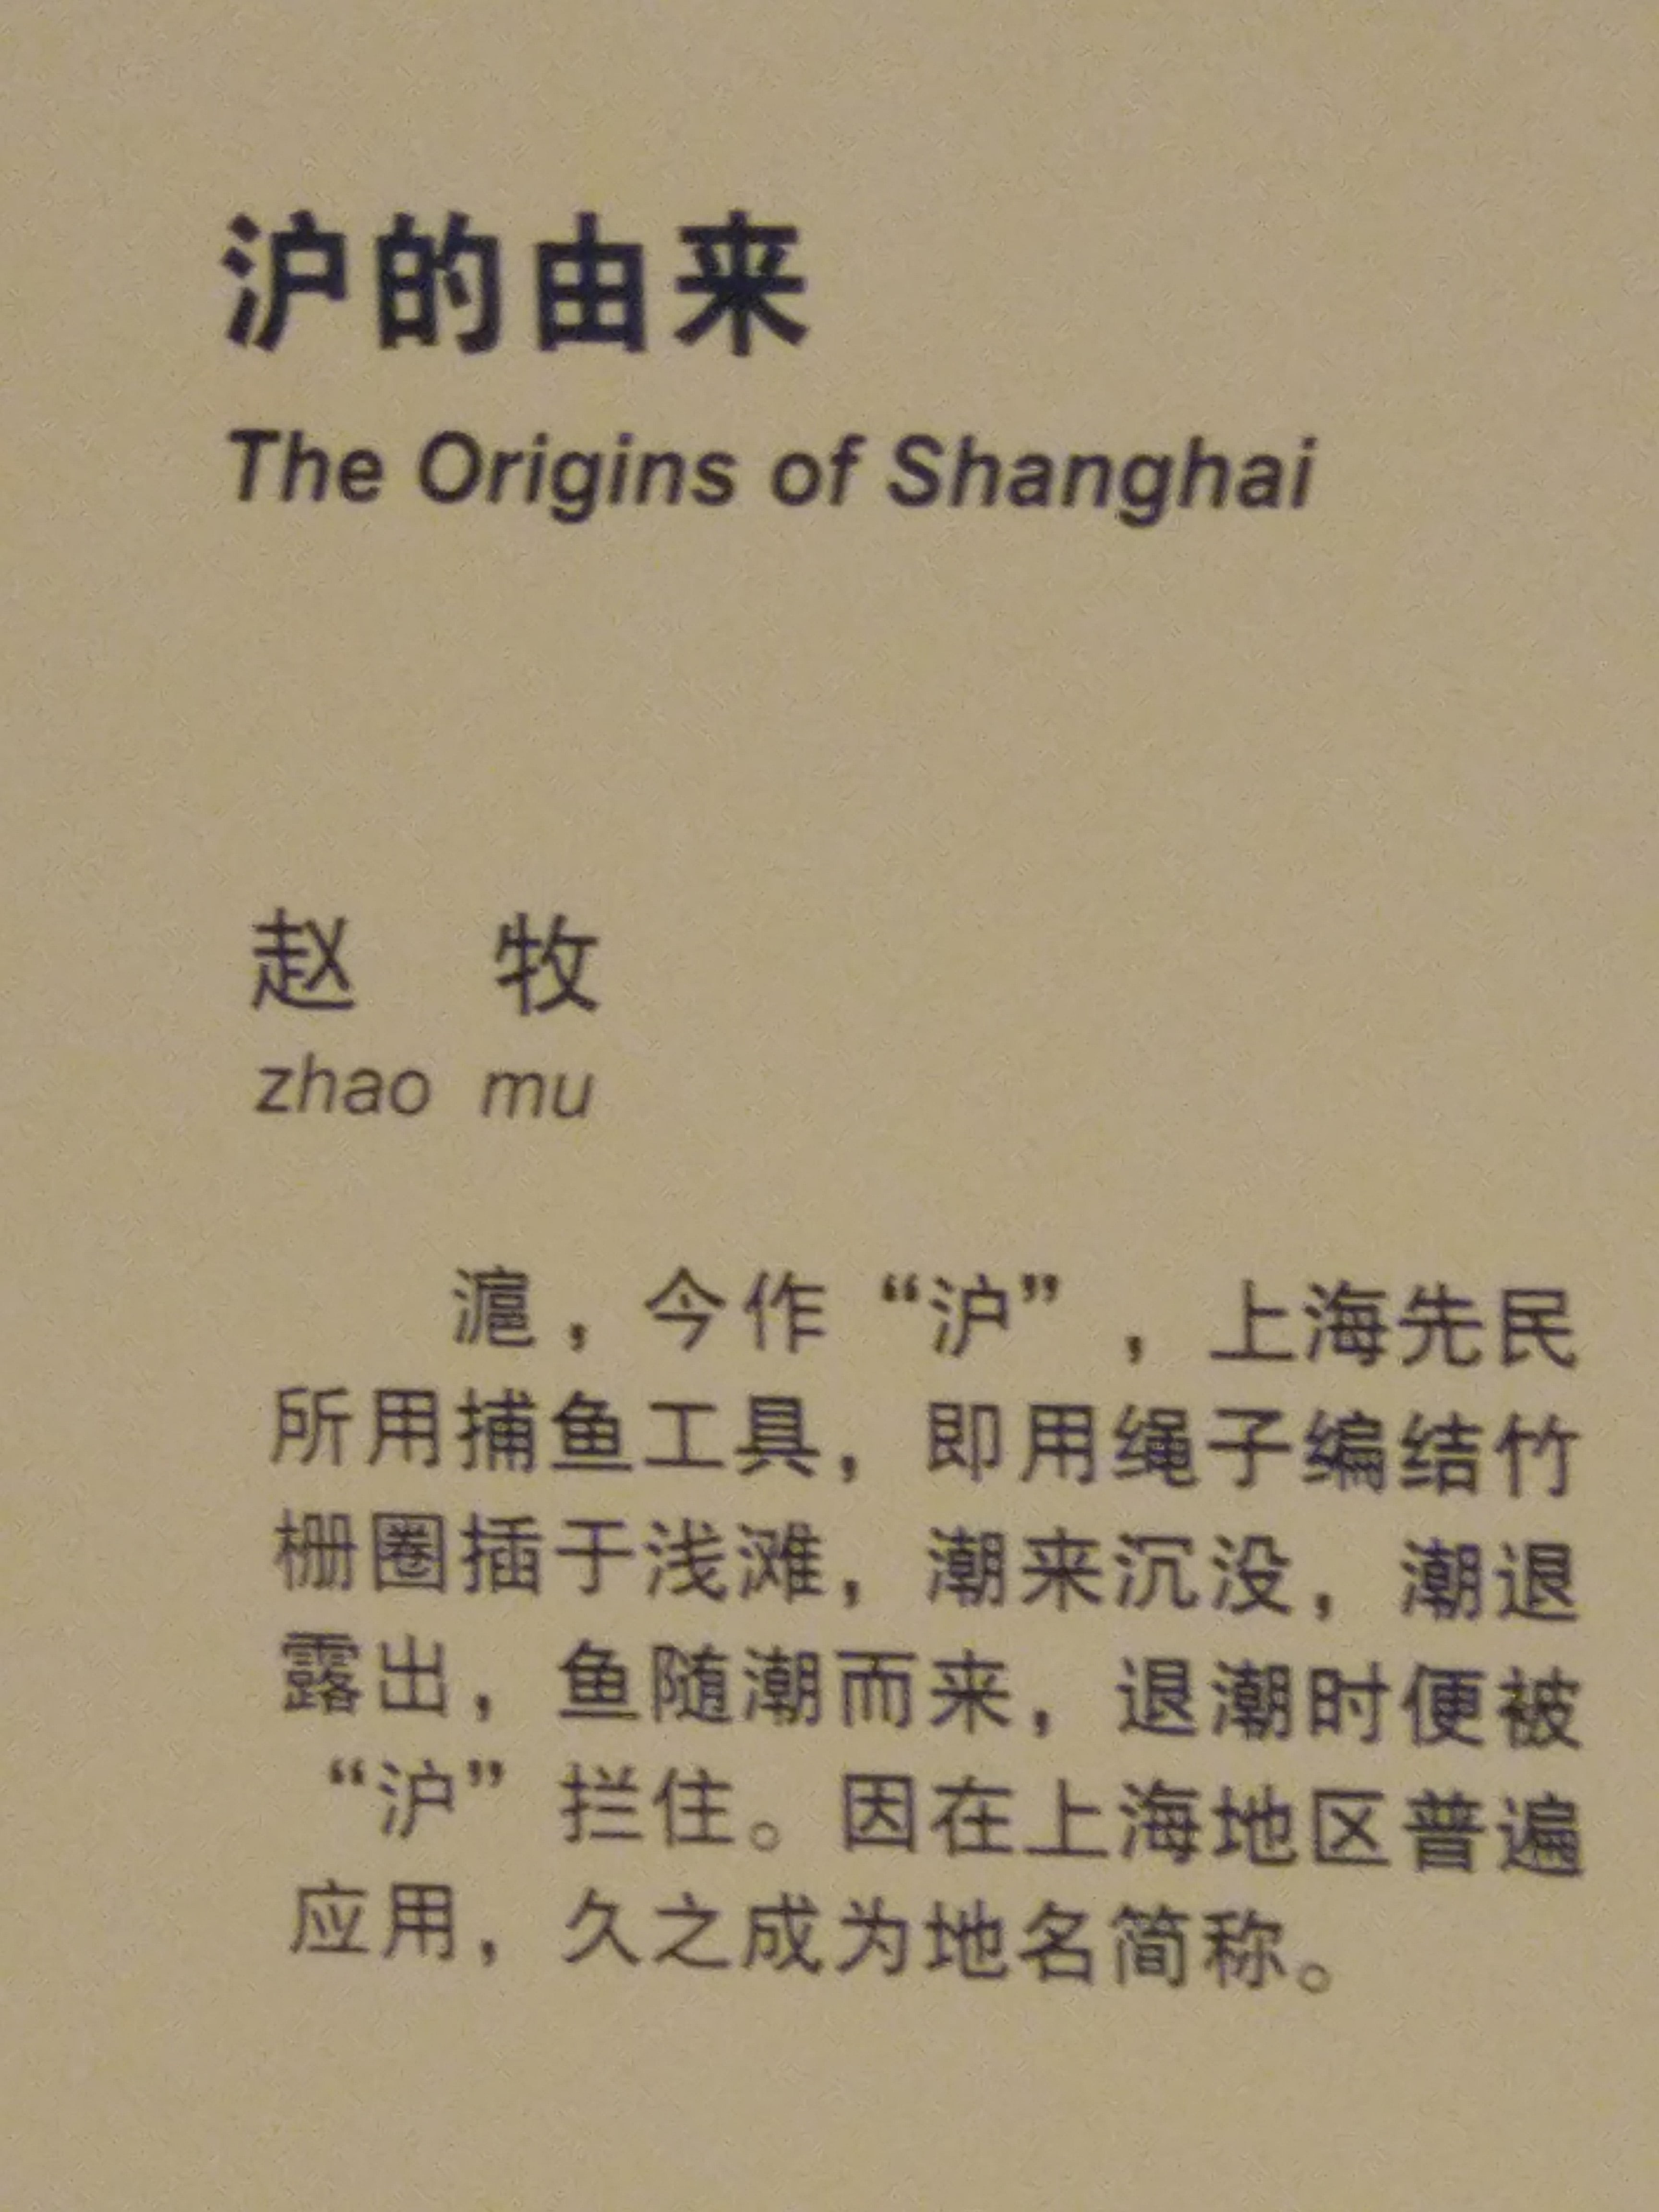 沪的由来
The Origins of Shanghai
赵 牧
zhao mu
滬，今作“沪”，上海先民
所用捕鱼工具，即用绳子编结竹
栅圈插于浅滩，潮来沉没，潮退
露出，鱼随潮而来，退潮时便被
“沪”拦住。因在上海地区普遍
应用，久之成为地名简称。